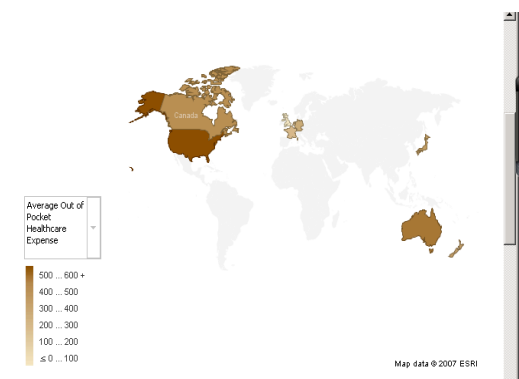 Canada
Average Out of
Pocket
Healthcare
Expense
500 ... 600 +
400 ... 500
300 ... 400
200 ... 300
100 ... 200
≤ 0 ... 100
Map data © 2007 ESRI